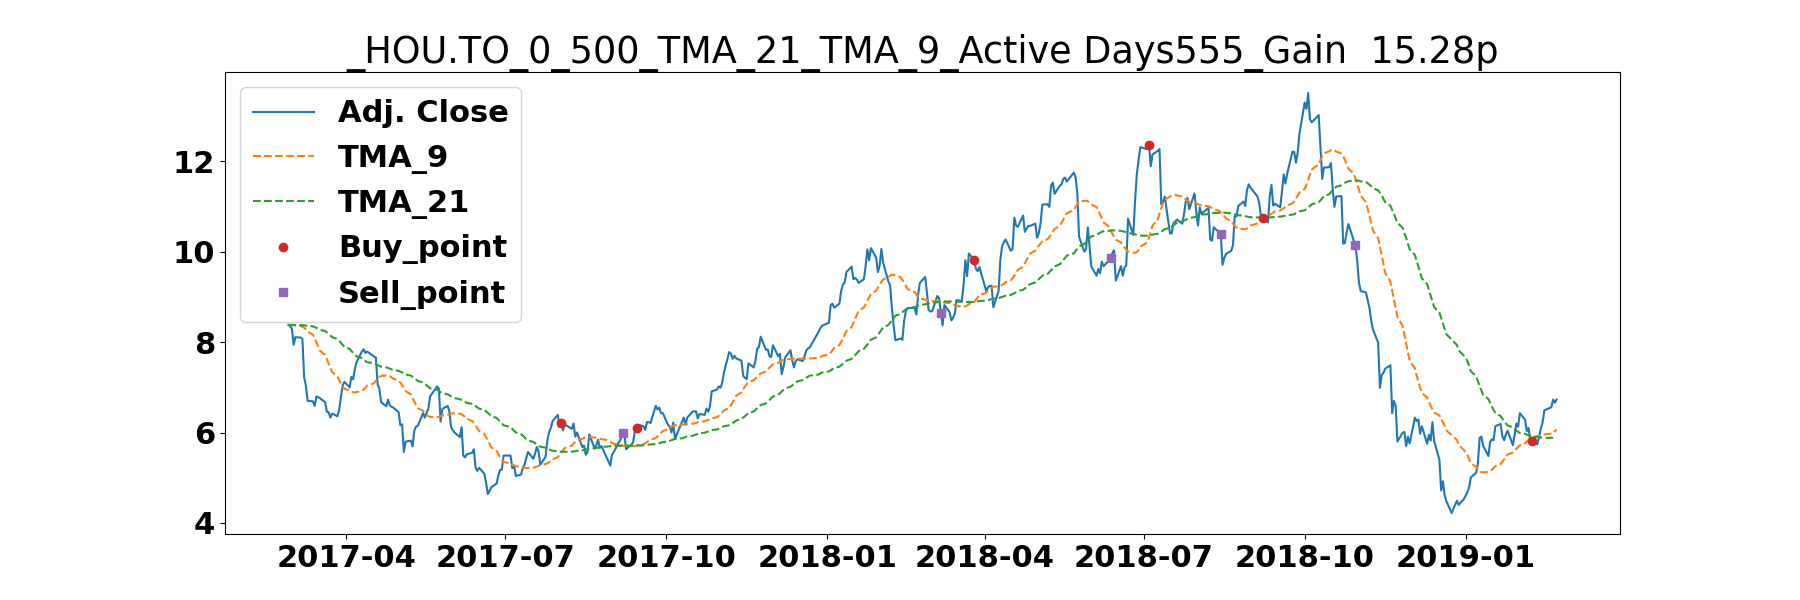 _HOU.TO_0_500_TMA_21_TMA_9_Active Days555_Gain  15.28p
Adj. Close
TMA_9
TMA_21
Buy_point
Sell_point
12
10
8
6
4
2017-04 2017-07 2017-10 2018-01 2018-04 2018-07 2018-10 2019-01